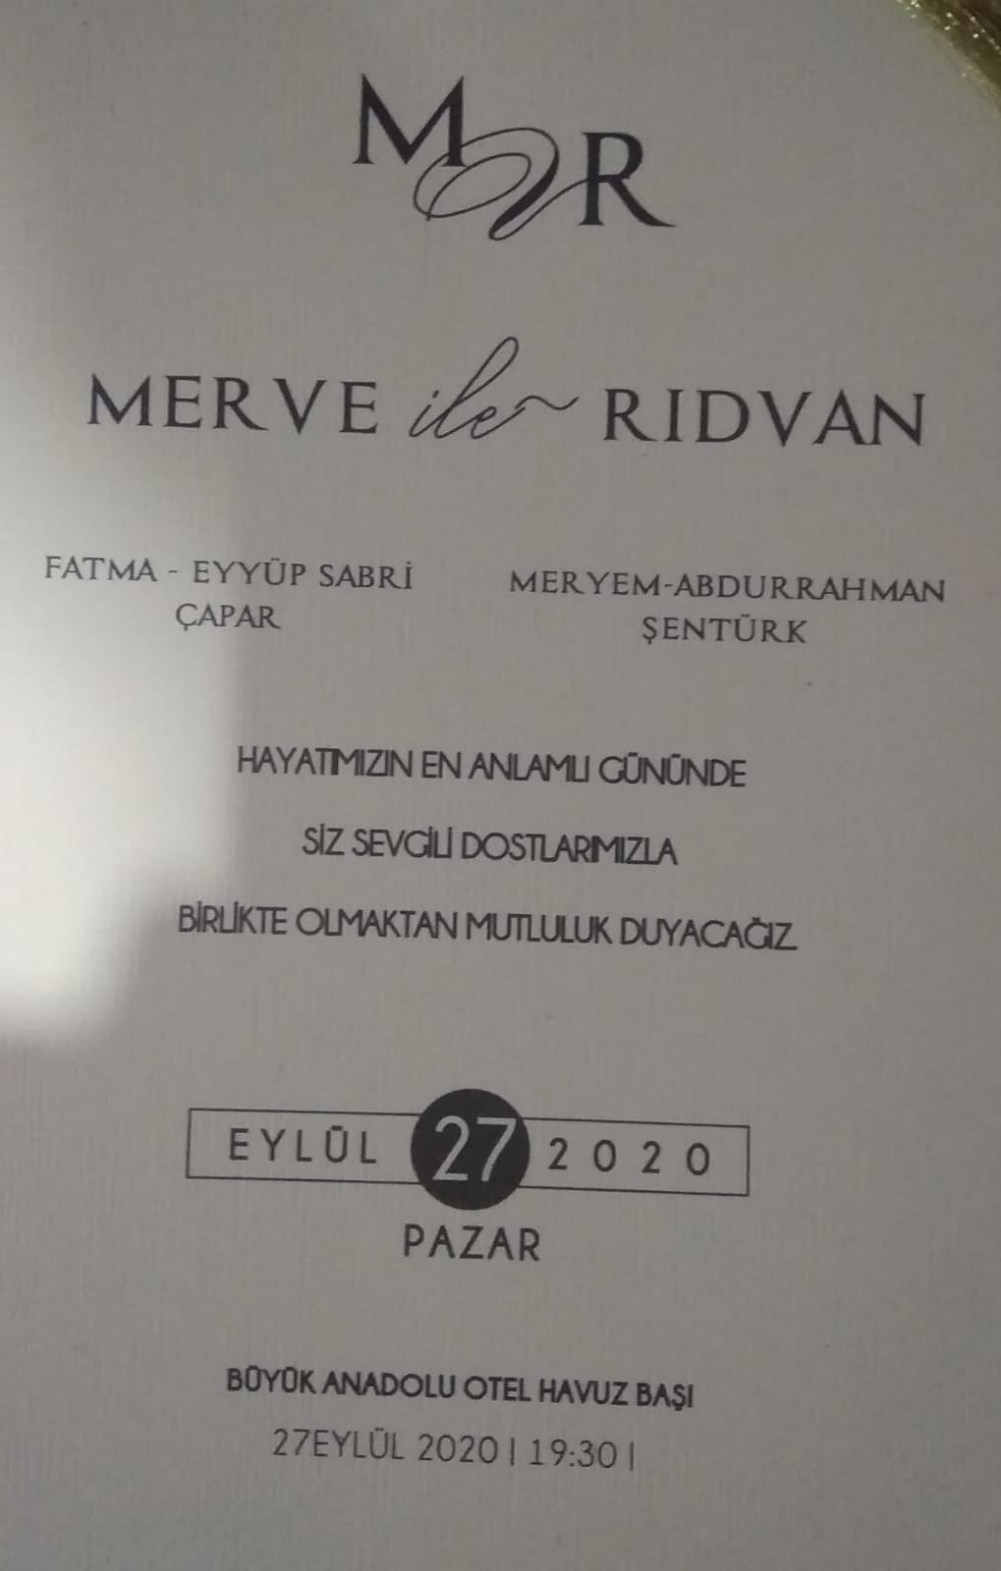 M & R
MERVE ile RIDVAN
FATMA - EYYÜP SABRİ
ÇAPAR
MERYEM-ABDURRAHMAN
ŞENTÜRK
HAYATIMIZIN EN ANLAMLI GÜNÜNDE
SİZ SEVGİLİ DOSTLARIMIZLA
BİRLİKTE OLMAKTAN MUTLULUK DUYACAĞIZ
EYLÜL 27 2020
PAZAR
BÜYÜK ANADOLU OTEL HAVUZ BAŞI
27EYLÜL 2020 | 19:30 |